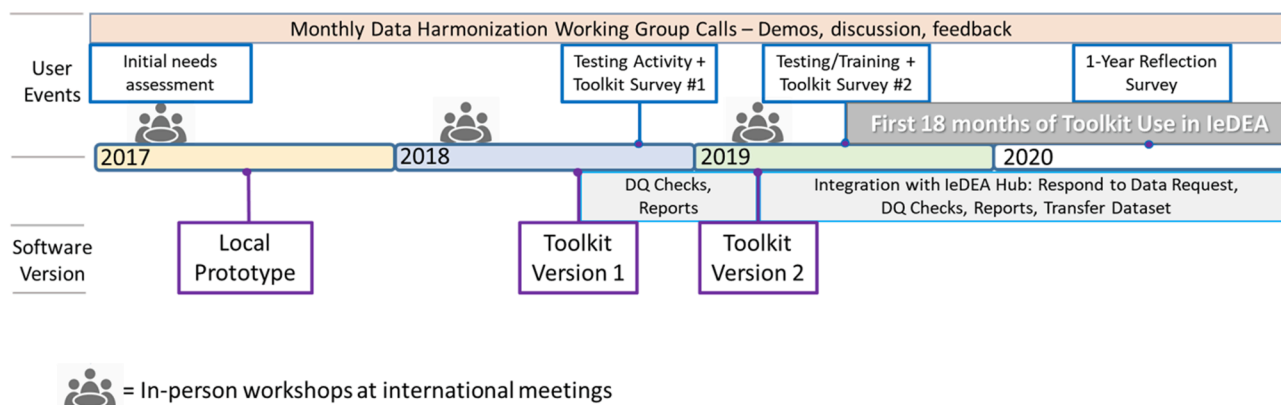 Monthly Data Harmonization Working Group Calls – Demos, discussion, feedback
User
Events
Initial needs
assessment
Testing Activity +
Toolkit Survey #1
Testing/Training +
Toolkit Survey #2
1-Year Reflection
Survey
First 18 months of Toolkit Use in IeDEA
2017
2018
2019
2020
DQ Checks,
Reports
Integration with IeDEA Hub: Respond to Data Request,
DQ Checks, Reports, Transfer Dataset
Software
Version
Local
Prototype
Toolkit
Version 1
Toolkit
Version 2
= In-person workshops at international meetings